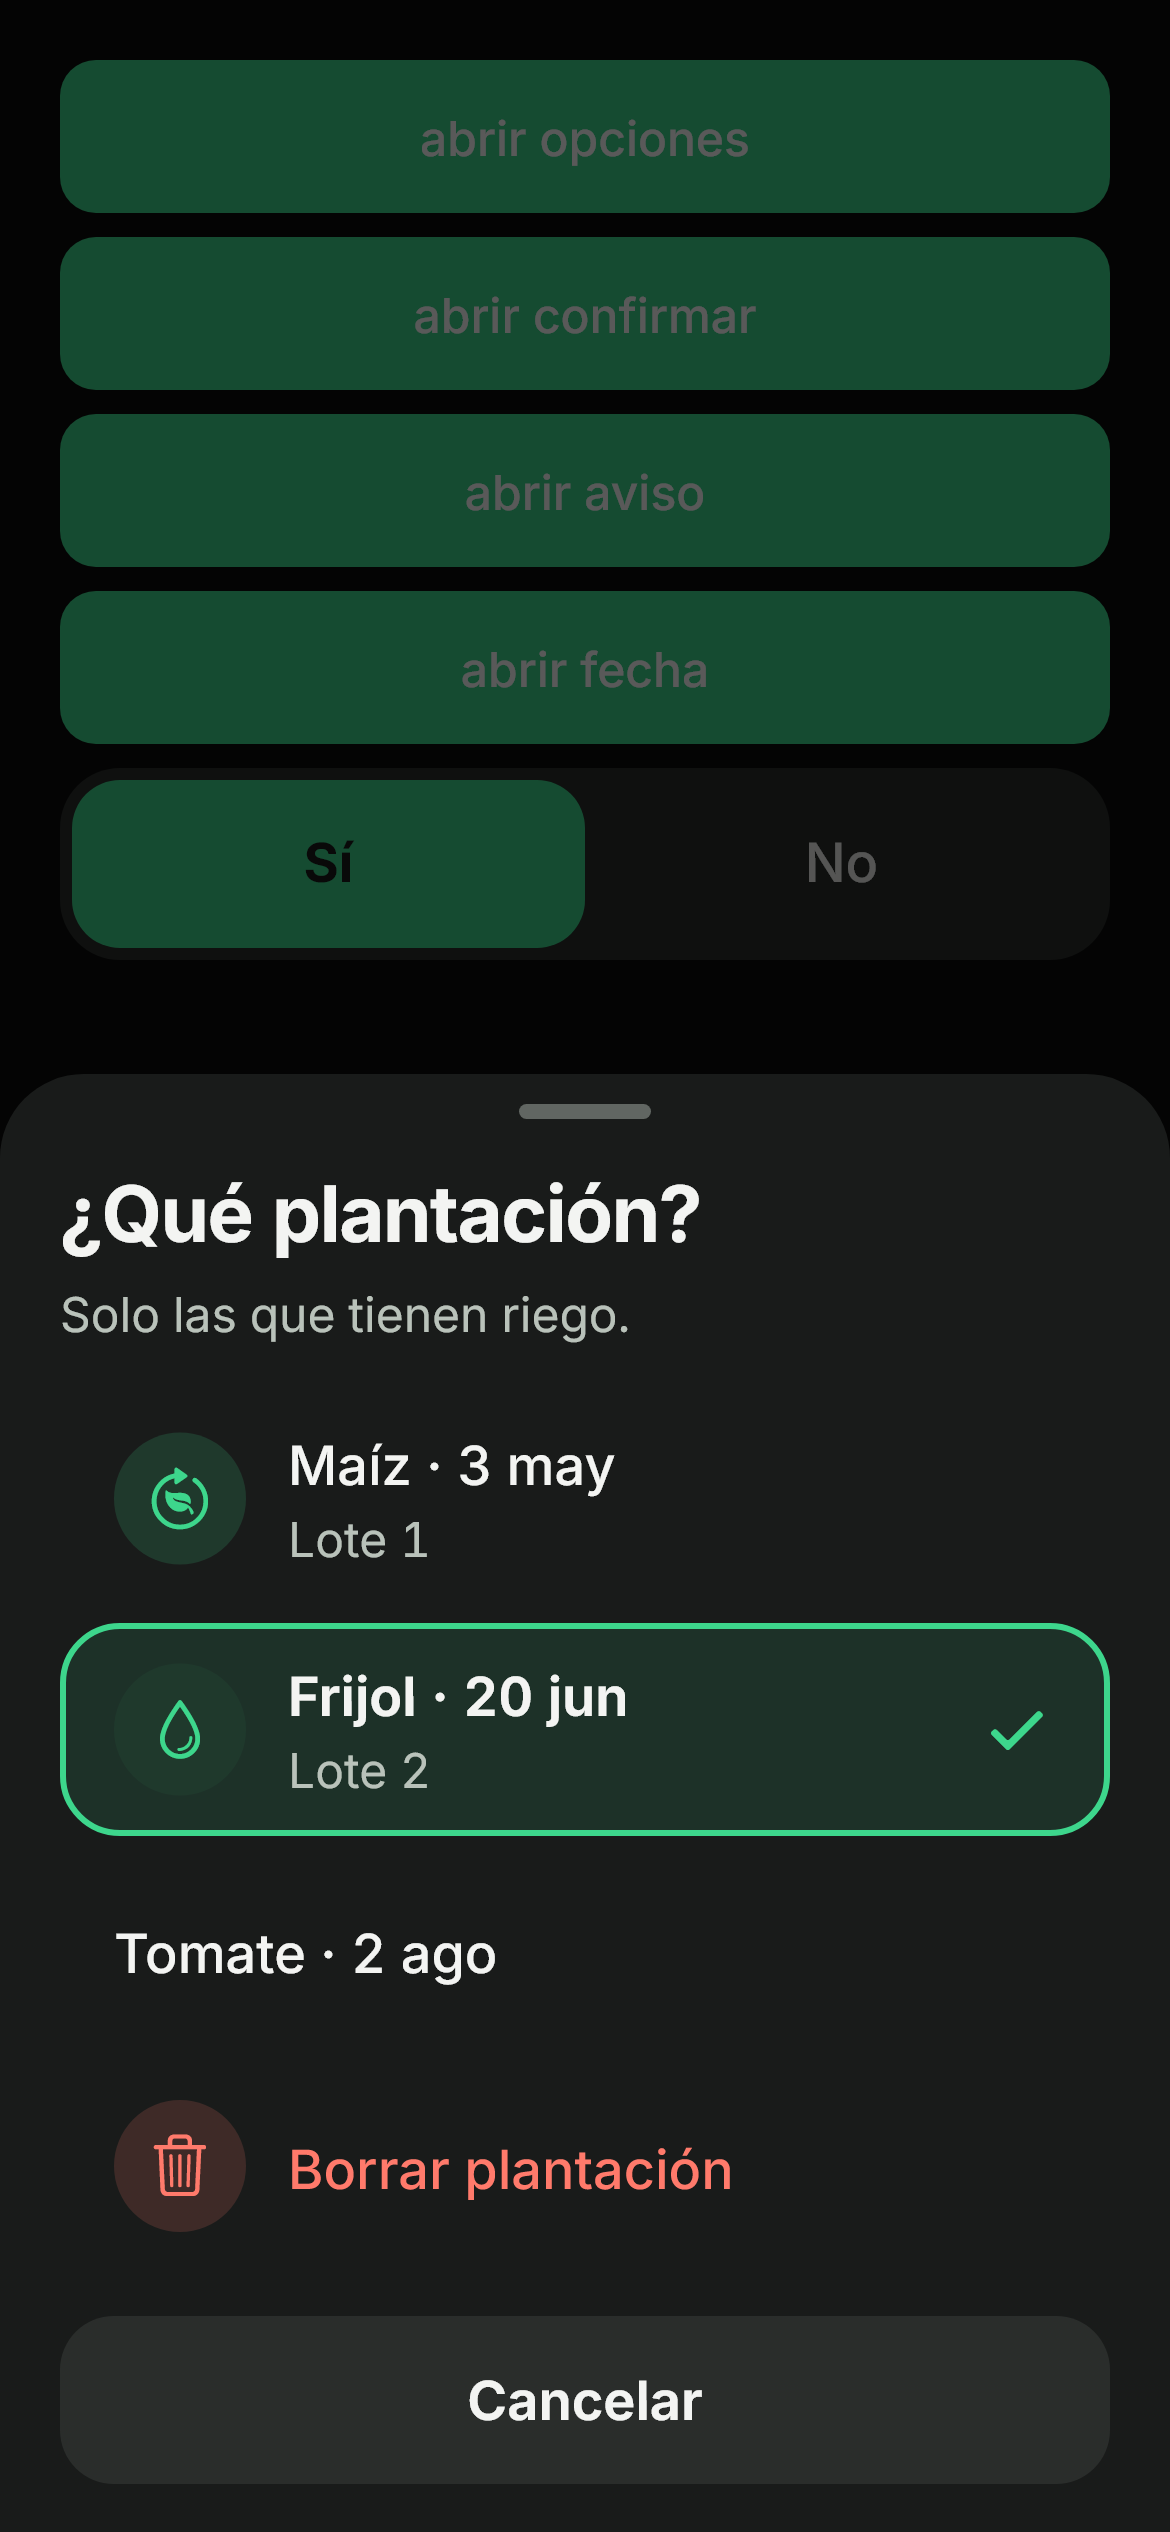 abrir opciones
abrir confirmar
abrir aviso
abrir fecha
Sí
No
¿Qué plantación?
Solo las que tienen riego.
Maíz · 3 may
Lote 1
Frijol · 20 jun
Lote 2
Tomate · 2 ago
Borrar plantación
Cancelar